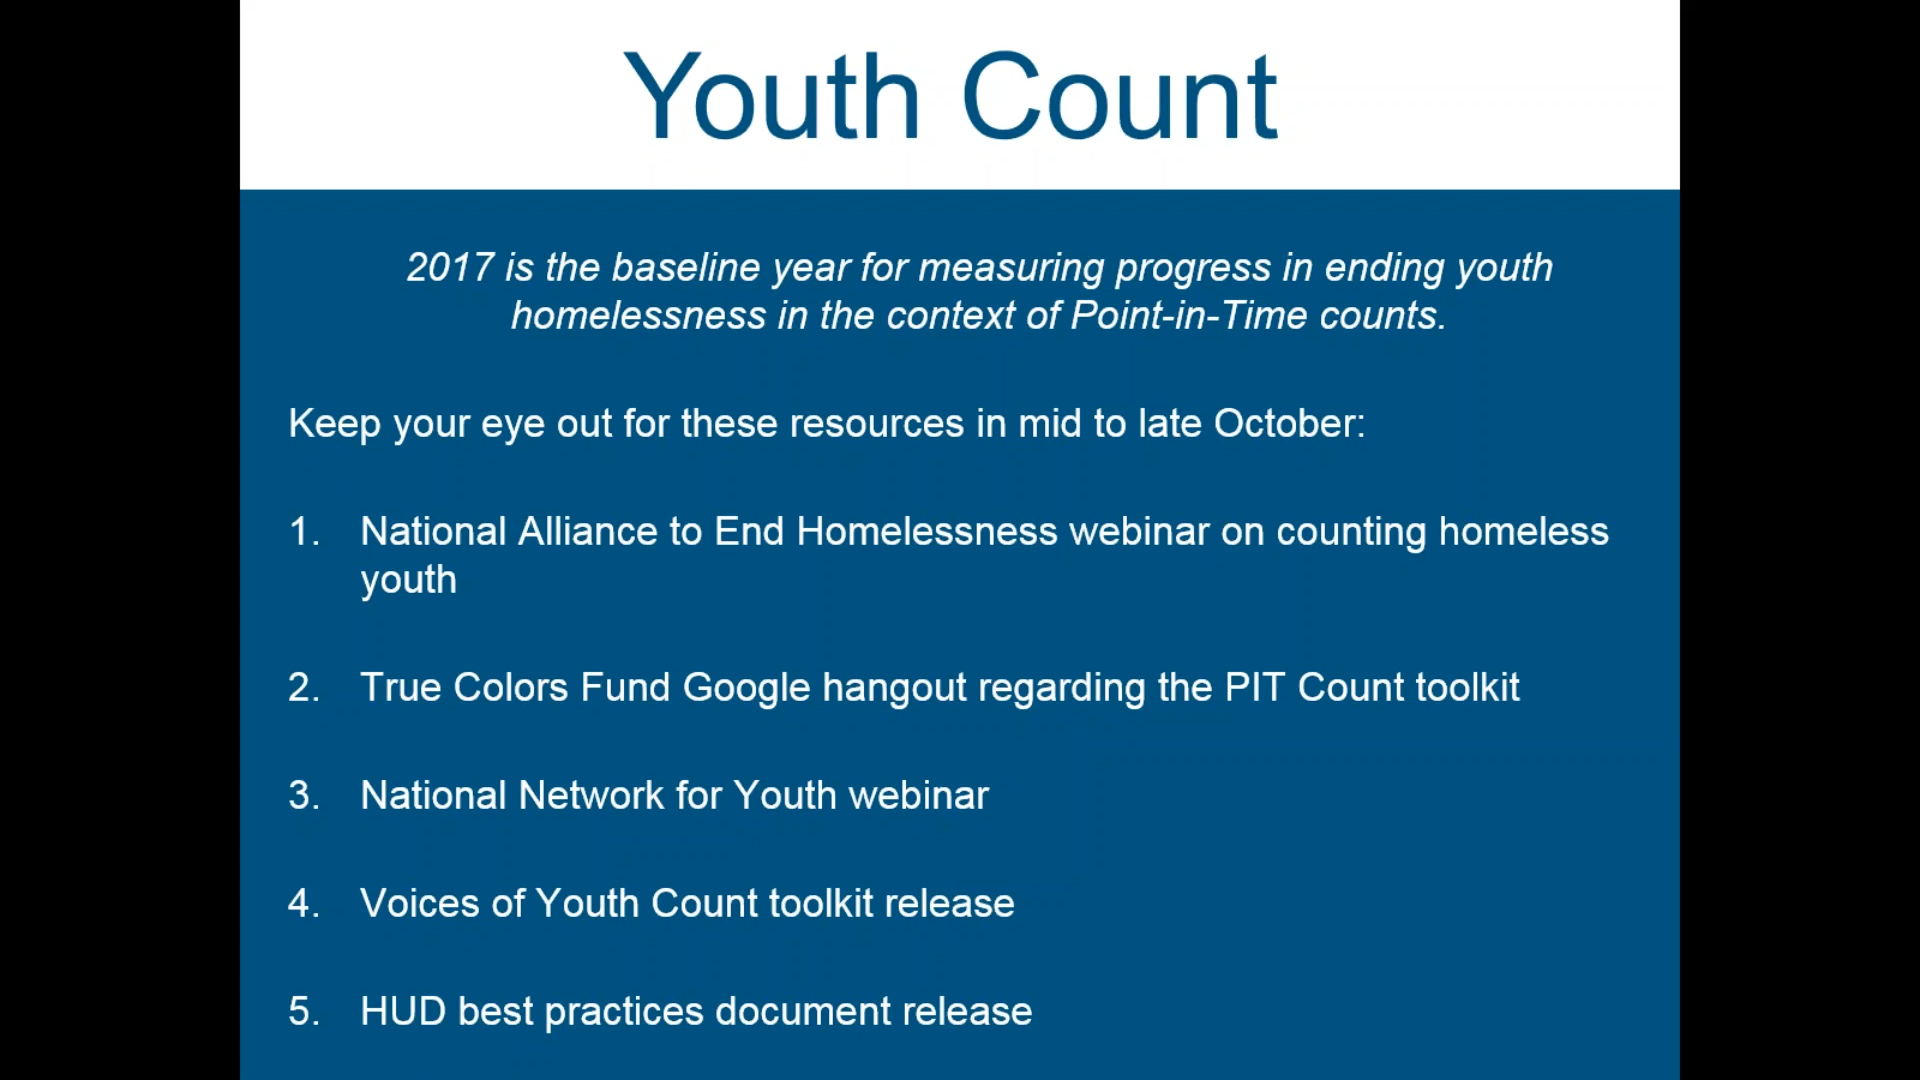 Youth Count
2017 is the baseline year for measuring progress in ending youth
homelessness in the context of Point-in-Time counts.
Keep your eye out for these resources in mid to late October:
1. National Alliance to End Homelessness webinar on counting homeless
youth
2. True Colors Fund Google hangout regarding the PIT Count toolkit
3. National Network for Youth webinar
4. Voices of Youth Count toolkit release
5. HUD best practices document release